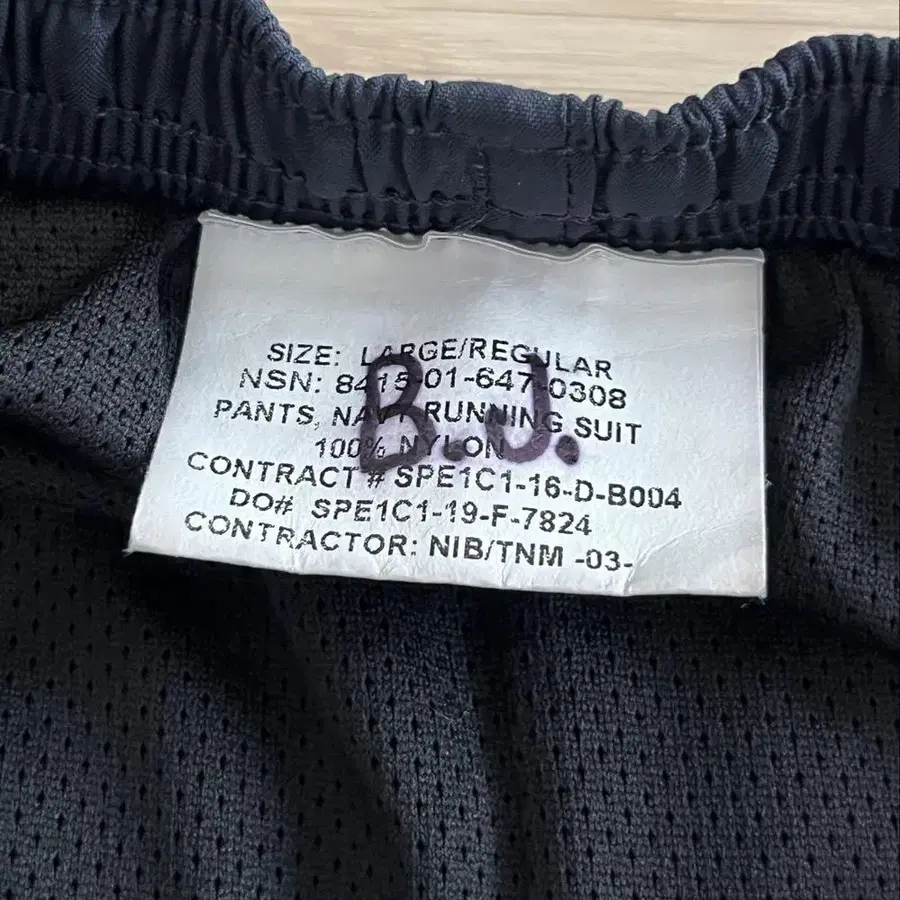 SIZE: LARGE/REGULAR
NSN: 8415-01-647-0308
PANTS, NAVY RUNNING SUIT
100% NYLON
CONTRACT # SPE1C1-16-D-B004
DO# SPE1C1-19-F-7824
CONTRACTOR: NIB/TNM -03-
B.J.